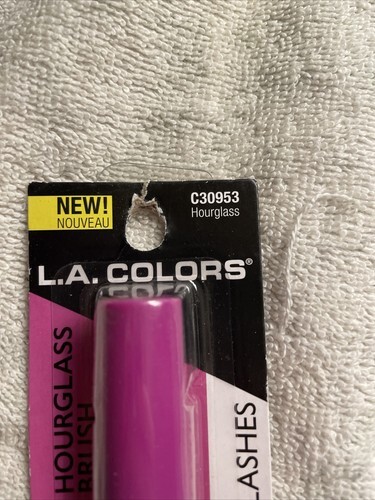 NEW!
NOUVEAU
C30953
Hourglass
L.A. COLORS®
HOURGLASS
BRUSH
LASHES